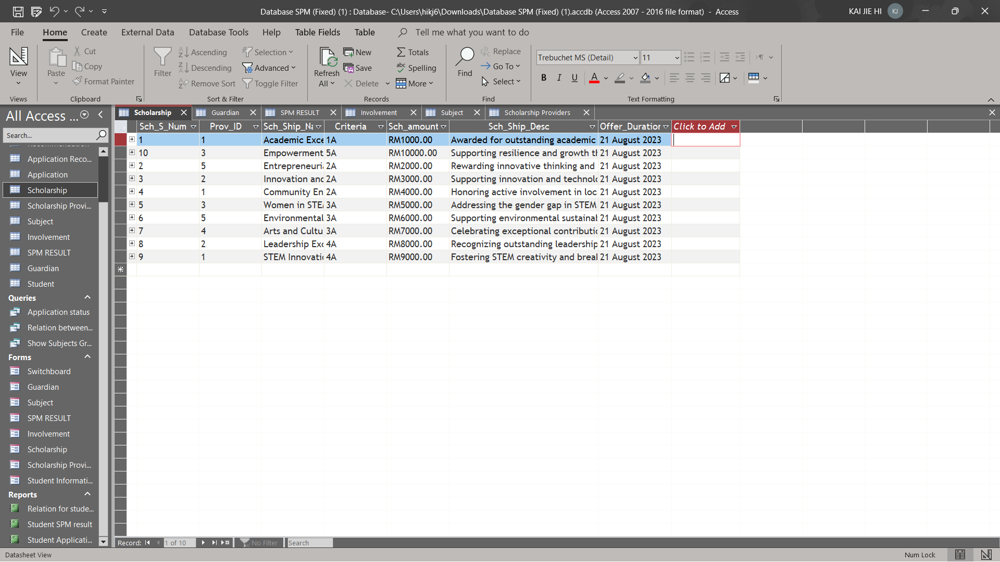 Database SPM (Fixed) (1) : Database- C:\Users\hikj6\Downloads\Database SPM (Fixed) (1).accdb (Access 2007 - 2016 file format) - Access
KAI JIE HI KJ
File Home Create External Data Database Tools Help Table Fields Table Tell me what you want to do
View
Views
Paste
Cut
Copy
Format Painter
Clipboard
Filter
Ascending
Descending
Remove Sort
Selection
Advanced
Toggle Filter
Sort & Filter
Refresh
All
New
Save
Delete
Totals
Spelling
More
Records
Find
Replace
Go To
Select
Find
Trebuchet MS (Detail) 11
B I U A
Text Formatting
All Access ...
Search...
Application Reco...
Application
Scholarship
Scholarship Provi...
Subject
Involvement
SPM RESULT
Guardian
Student
Queries
Application status
Relation between...
Show Subjects Gr...
Forms
Switchboard
Guardian
Subject
SPM RESULT
Involvement
Scholarship
Scholarship Provi...
Student Informati...
Reports
Relation for stude...
Student SPM result
Student Applicati...
Scholarship Guardian SPM RESULT Involvement Subject Scholarship Providers
Sch_S_Num Prov_ID Sch_Ship_Na Criteria Sch_amount Sch_Ship_Desc Offer_Duration Click to Add
1 1 Academic Exce 1A RM1000.00 Awarded for outstanding academic 21 August 2023
10 3 Empowerment 5A RM10000.00 Supporting resilience and growth th 21 August 2023
2 5 Entrepreneuria 2A RM2000.00 Rewarding innovative thinking and 21 August 2023
3 2 Innovation and 2A RM3000.00 Supporting innovation and technolo 21 August 2023
4 1 Community En 2A RM4000.00 Honoring active involvement in loc 21 August 2023
5 3 Women in STE 3A RM5000.00 Addressing the gender gap in STEM 21 August 2023
6 5 Environmental 3A RM6000.00 Supporting environmental sustainab 21 August 2023
7 4 Arts and Cultu 3A RM7000.00 Celebrating exceptional contributio 21 August 2023
8 2 Leadership Exc 4A RM8000.00 Recognizing outstanding leadership 21 August 2023
9 1 STEM Innovatio 4A RM9000.00 Fostering STEM creativity and break 21 August 2023
Record: 1 of 10 No Filter Search
Datasheet View
Num Lock